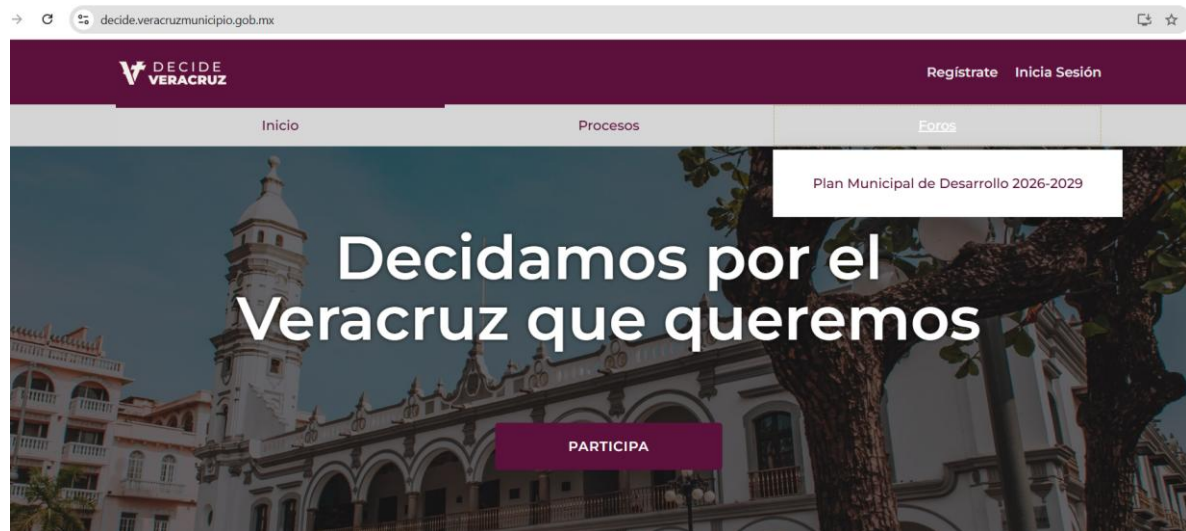 decide.veracruzmunicipio.gob.mx
DECIDE
VERACRUZ
Regístrate Inicia Sesión
Inicio Procesos Foros
Plan Municipal de Desarrollo 2026-2029
Decidamos por el
Veracruz que queremos
PARTICIPA